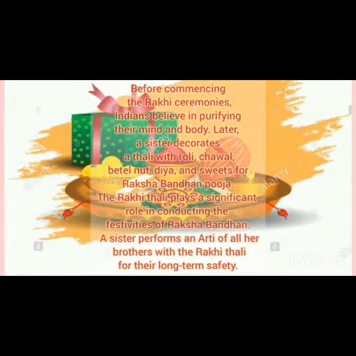 Before commencing
the Rakhi ceremonies,
Indians believe in purifying
their mind and body. Later,
a sister decorates
a thali with roli, chawal,
betel nut, diya, and sweets for
Raksha Bandhan pooja.
The Rakhi thali plays a significant
role in conducting the
festivities of Raksha Bandhan.
A sister performs an Arti of all her
brothers with the Rakhi thali
for their long-term safety.